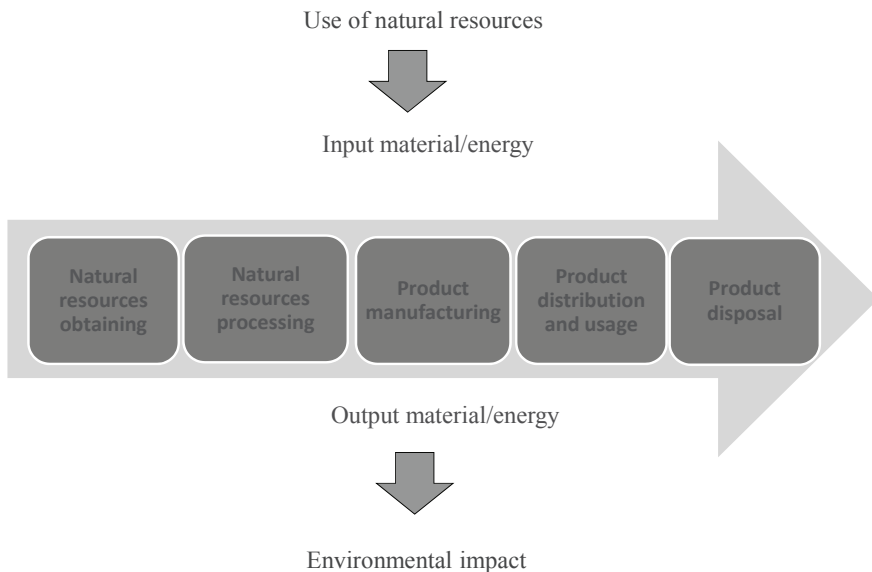 Use of natural resources
Input material/energy
Natural
resources
obtaining
Natural
resources
processing
Product
manufacturing
Product
distribution
and usage
Product
disposal
Output material/energy
Environmental impact